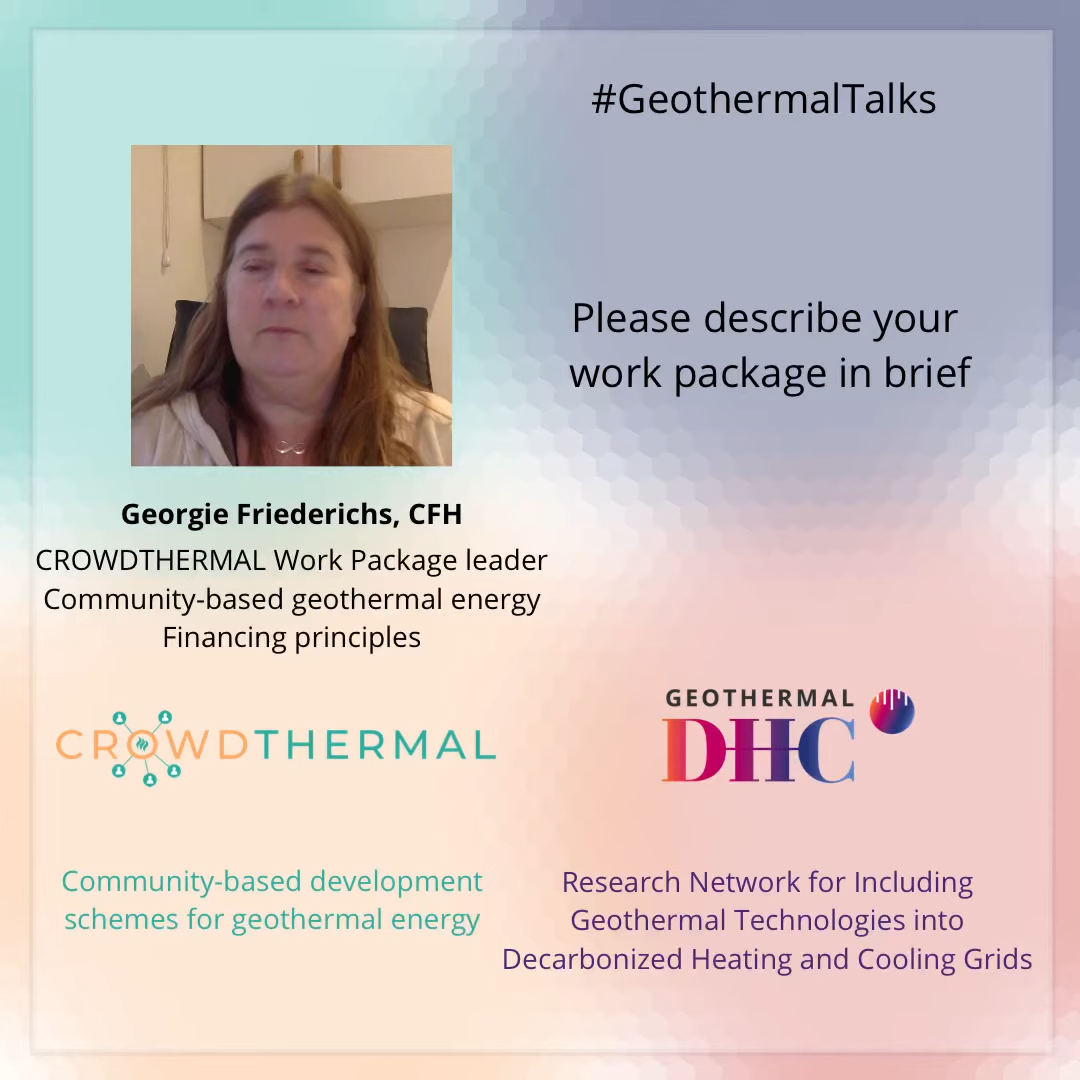 #GeothermalTalks
Please describe your
work package in brief
Georgie Friederichs, CFH
CROWDTHERMAL Work Package leader
Community-based geothermal energy
Financing principles
CROWDTHERMAL
Community-based development
schemes for geothermal energy
GEOTHERMAL
DHC
Research Network for Including
Geothermal Technologies into
Decarbonized Heating and Cooling Grids